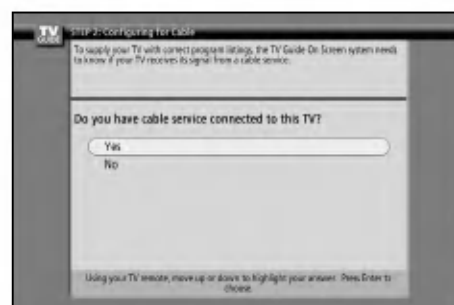 TV
GUIDE
STEP 2: Configuring for Cable
To supply your TV with correct program listings, the TV Guide On Screen system needs
to know if your TV receives its signal from a cable service.
Do you have cable service connected to this TV?
Yes
No
Using your TV remote, move up or down to highlight your answer. Press Enter to
choose.